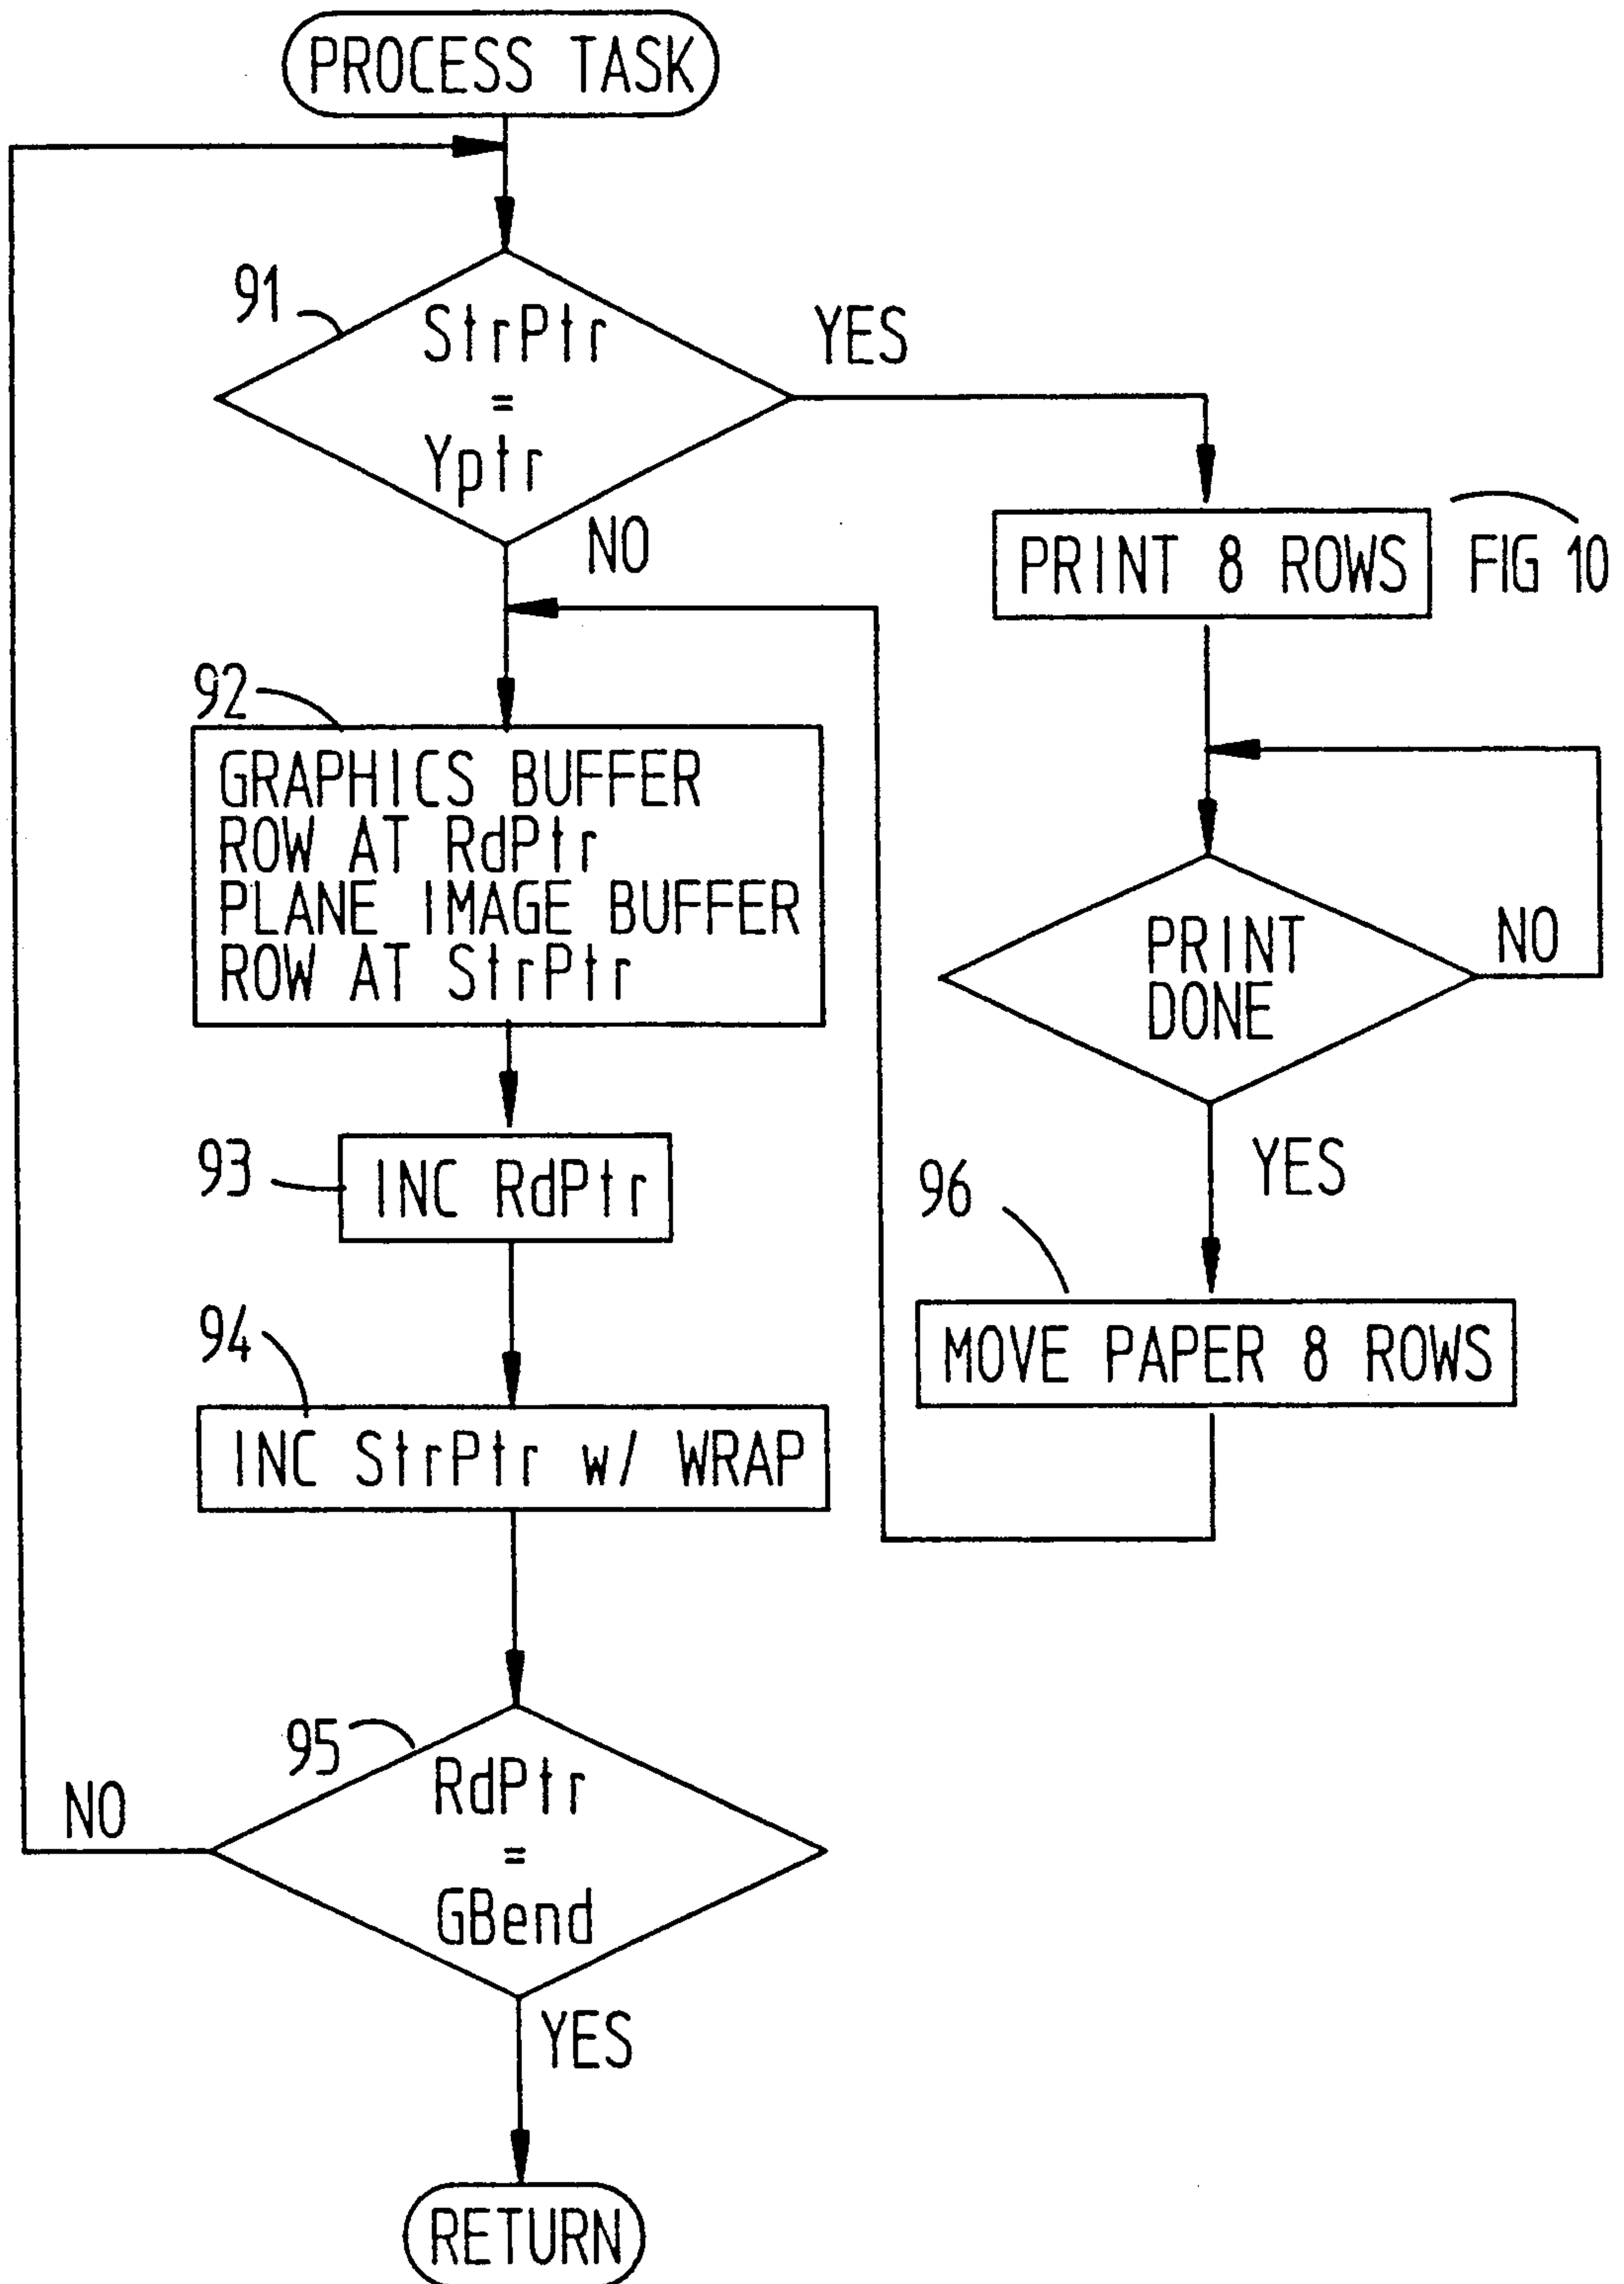 PROCESS TASK
91
StrPtr
=
Yptr
YES
NO
PRINT 8 ROWS
FIG 10
92
GRAPHICS BUFFER
ROW AT RdPtr
PLANE IMAGE BUFFER
ROW AT StrPtr
PRINT
DONE
NO
YES
93
INC RdPtr
96
MOVE PAPER 8 ROWS
94
INC StrPtr w/ WRAP
95
RdPtr
=
GBend
NO
YES
RETURN